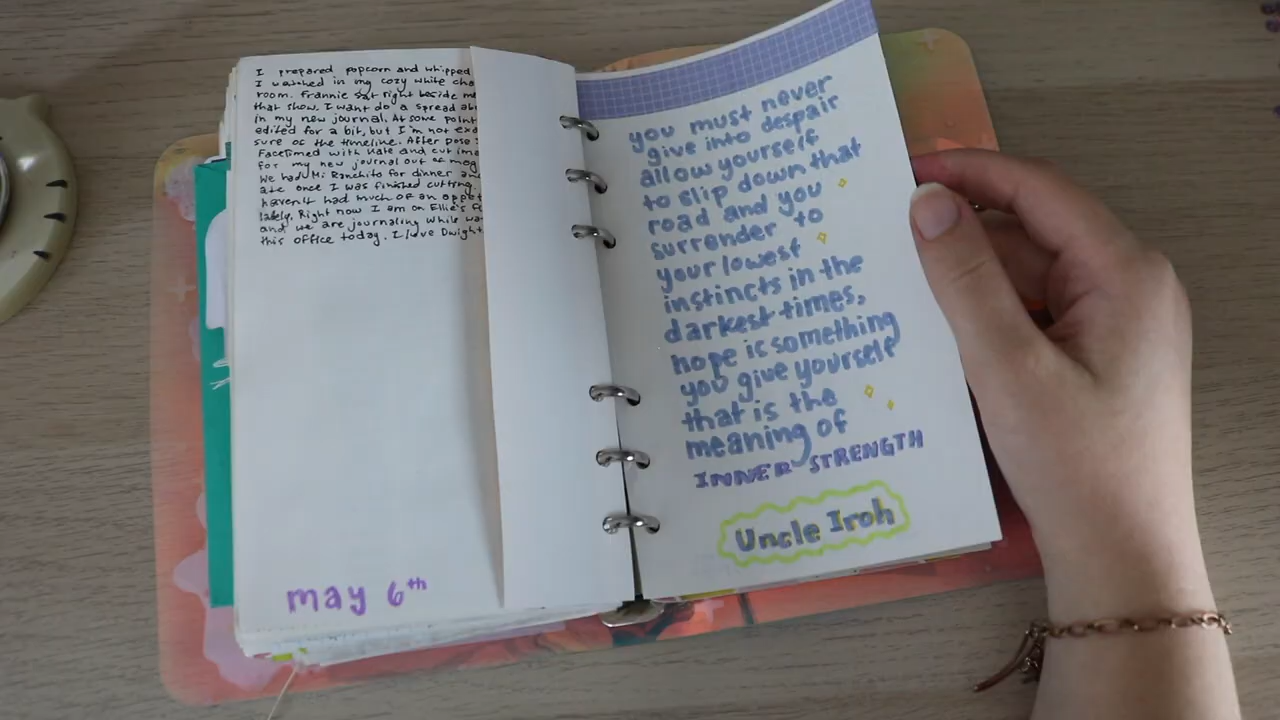 I prepared popcorn and whipped
I watched in my cozy white
room. Frannie sat right beside
that show. I want do a spread
in my new journal. At some point
edited for a bit, but I'm not
sure of the timeline. After
Facetimed with Kate and cut
for my new journal out of
We had Mi Ranchito for dinner
ate once I was finished cutting.
haven't had much of an
lately. Right now I am on Ellie's
and we are journaling while
this office today. I love Dwight
may 6th
you must never
give into despair
allow yourself
to slip down that
road and you
surrender to
your lowest
instincts in the
darkest times,
hope is something
you give yourself
that is the
meaning of
INNER STRENGTH
Uncle Iroh